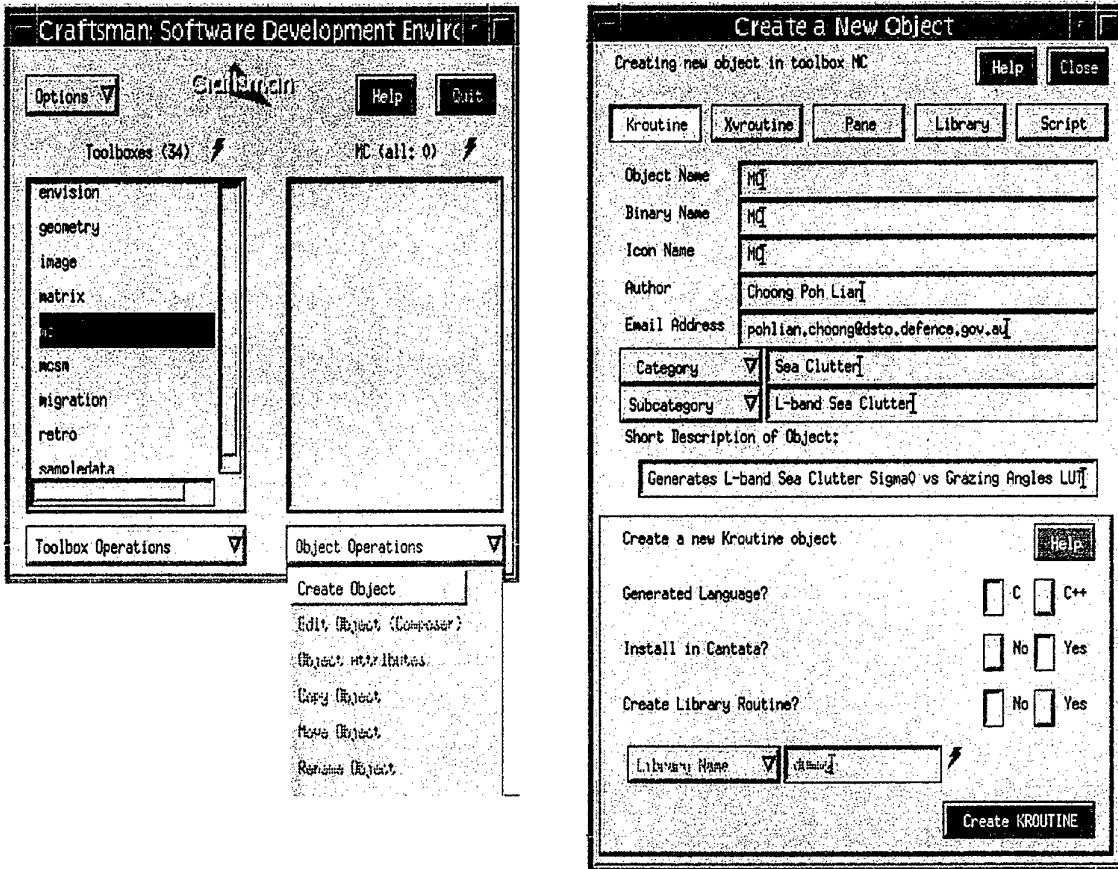 Craftsman: Software Development Enviro
Craftsman
Options
Help
Quit
Toolboxes (34)
MC (all: 0)
envision
geometry
image
matrix
mcsm
migration
retro
sampledata
Toolbox Operations
Object Operations
Create Object
Edit Object (Composer)
Object Attributes
Copy Object
Move Object
Rename Object
Create a New Object
Creating new object in toolbox MC
Help
Close
Kroutine
Xvroutine
Pane
Library
Script
Object Name
MC
Binary Name
MC
Icon Name
MC
Author
Choong Poh Lian
Email Address
pohlian.choong@dsto.defence.gov.au
Category
Sea Clutter
Subcategory
L-band Sea Clutter
Short Description of Object:
Generates L-band Sea Clutter Sigma0 vs Grazing Angles LUT
Create a new Kroutine object
Help
Generated Language?
C
C++
Install in Cantata?
No
Yes
Create Library Routine?
No
Yes
Library Name
Create KROUTINE